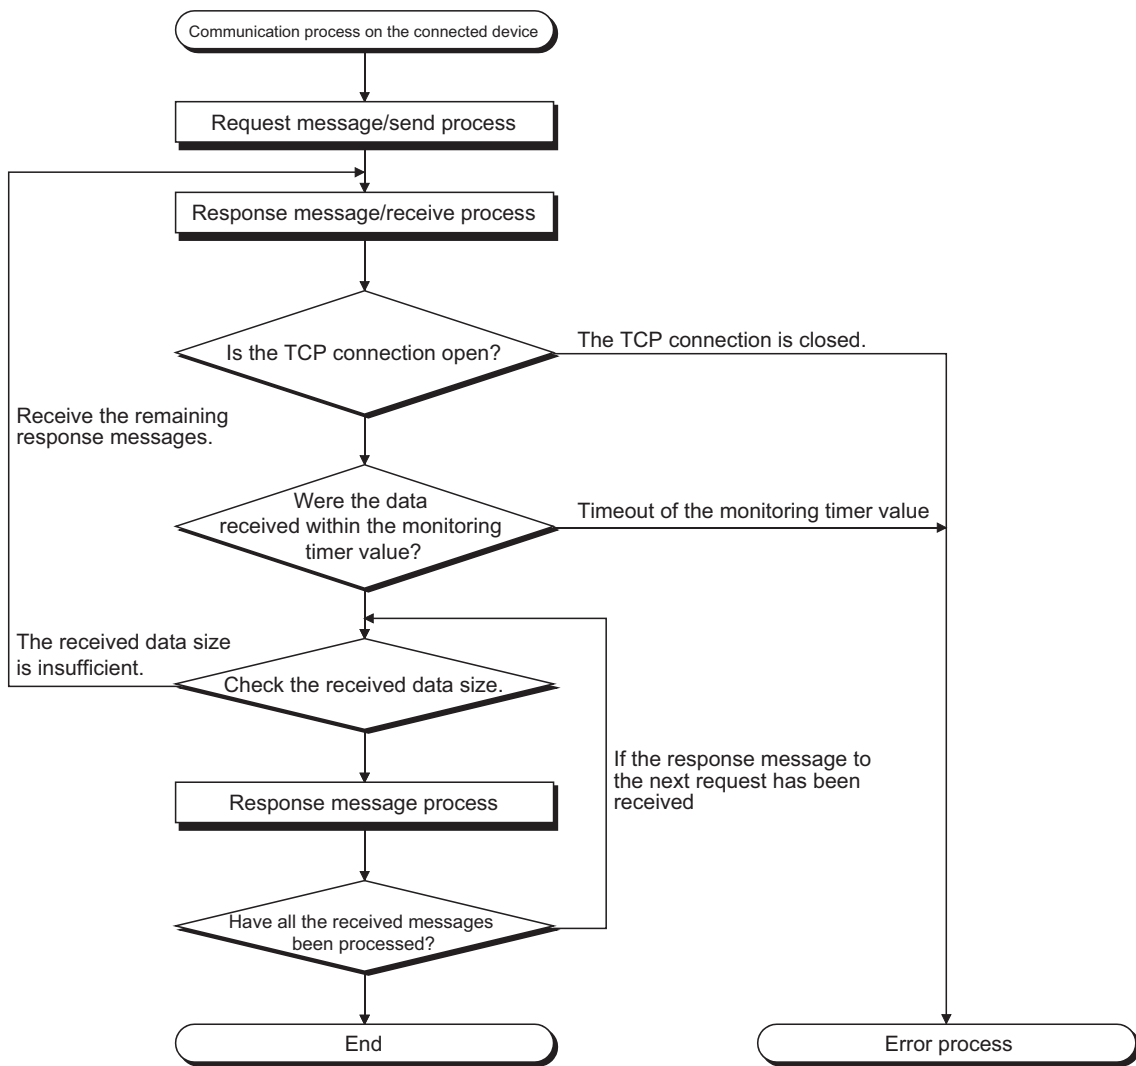 Communication process on the connected device
Request message/send process
Response message/receive process
Is the TCP connection open?
The TCP connection is closed.
Receive the remaining
response messages.
Were the data
received within the monitoring
timer value?
Timeout of the monitoring timer value
The received data size
is insufficient.
Check the received data size.
If the response message to
the next request has been
received
Response message process
Have all the received messages
been processed?
End
Error process